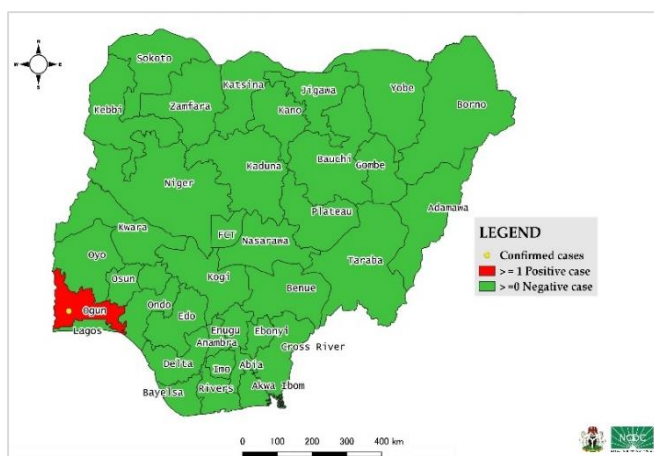 N
W E
S
Sokoto
Katsina
Jigawa
Yobe
Kebbi
Zamfara
Kano
Borno
Kaduna
Bauchi
Gombe
Niger
Plateau
Adamawa
Kwara
FCT
Nasarawa
Taraba
Oyo
Osun
Kogi
Benue
Ogun
Ondo
Edo
Lagos
Enugu
Ebonyi
Anambra
Cross River
Delta
Imo
Abia
Bayelsa
Rivers
Akwa Ibom
LEGEND
Confirmed cases
>= 1 Positive case
>=0 Negative case
0 100 200 300 400 km
NCDC